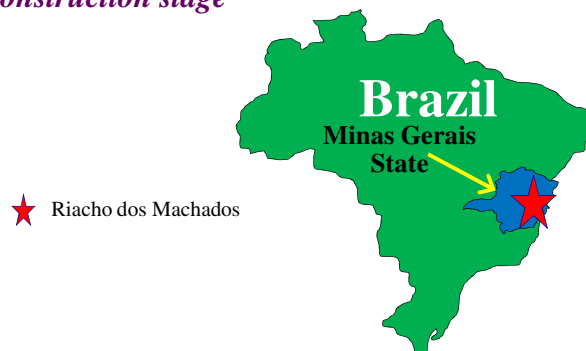 onstruction stage
Brazil
Minas Gerais
State
Riacho dos Machados